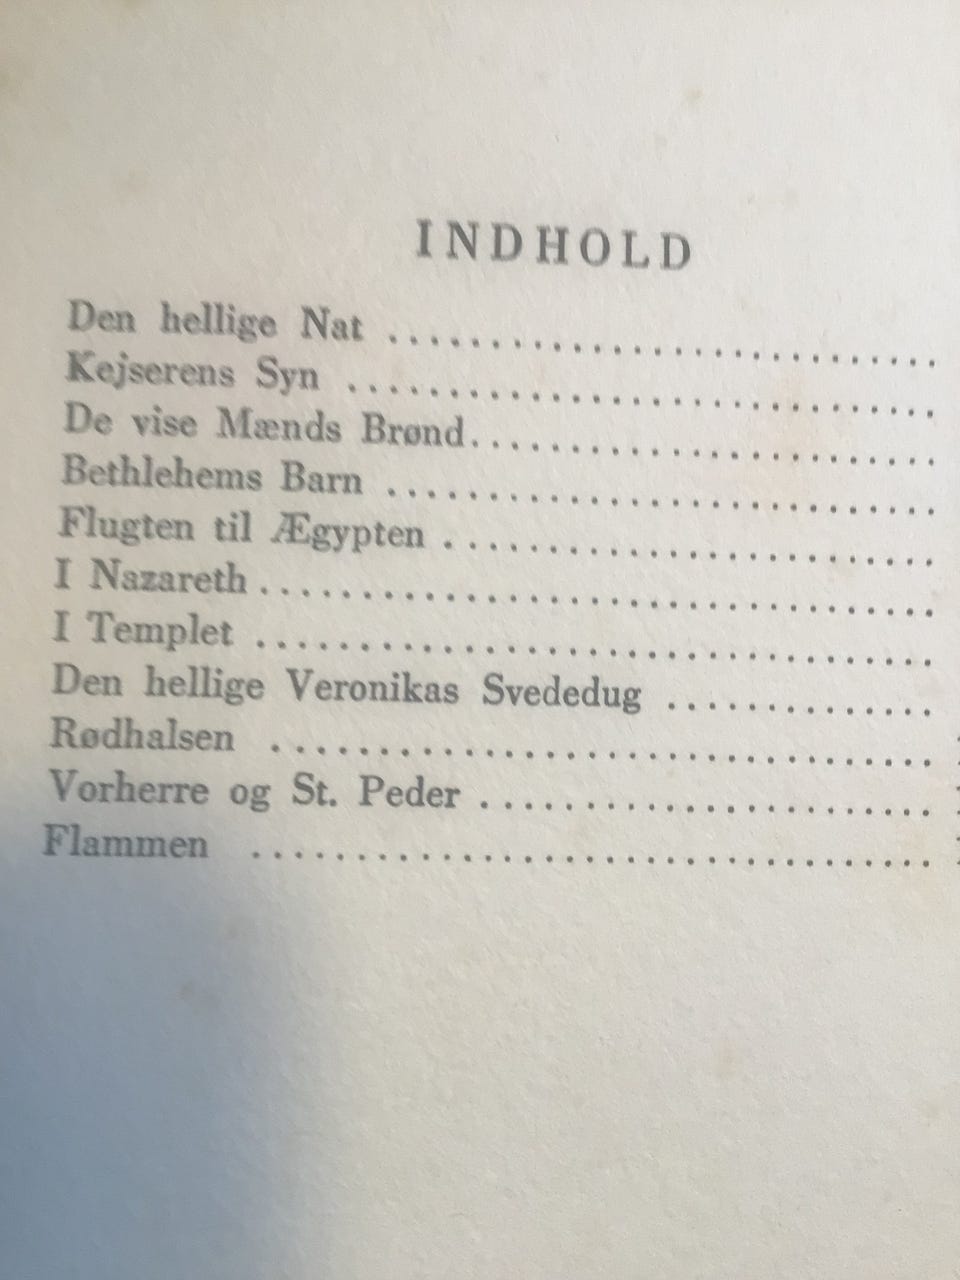 INDHOLD
Den hellige Nat ...........................
Kejserens Syn .............................
De vise Mænds Brønd.......................
Bethlehems Barn ...........................
Flugten til Ægypten ........................
I Nazareth.................................
I Templet .................................
Den hellige Veronikas Svededug .............
Rødhalsen ................................
Vorherre og St. Peder ......................
Flammen .................................